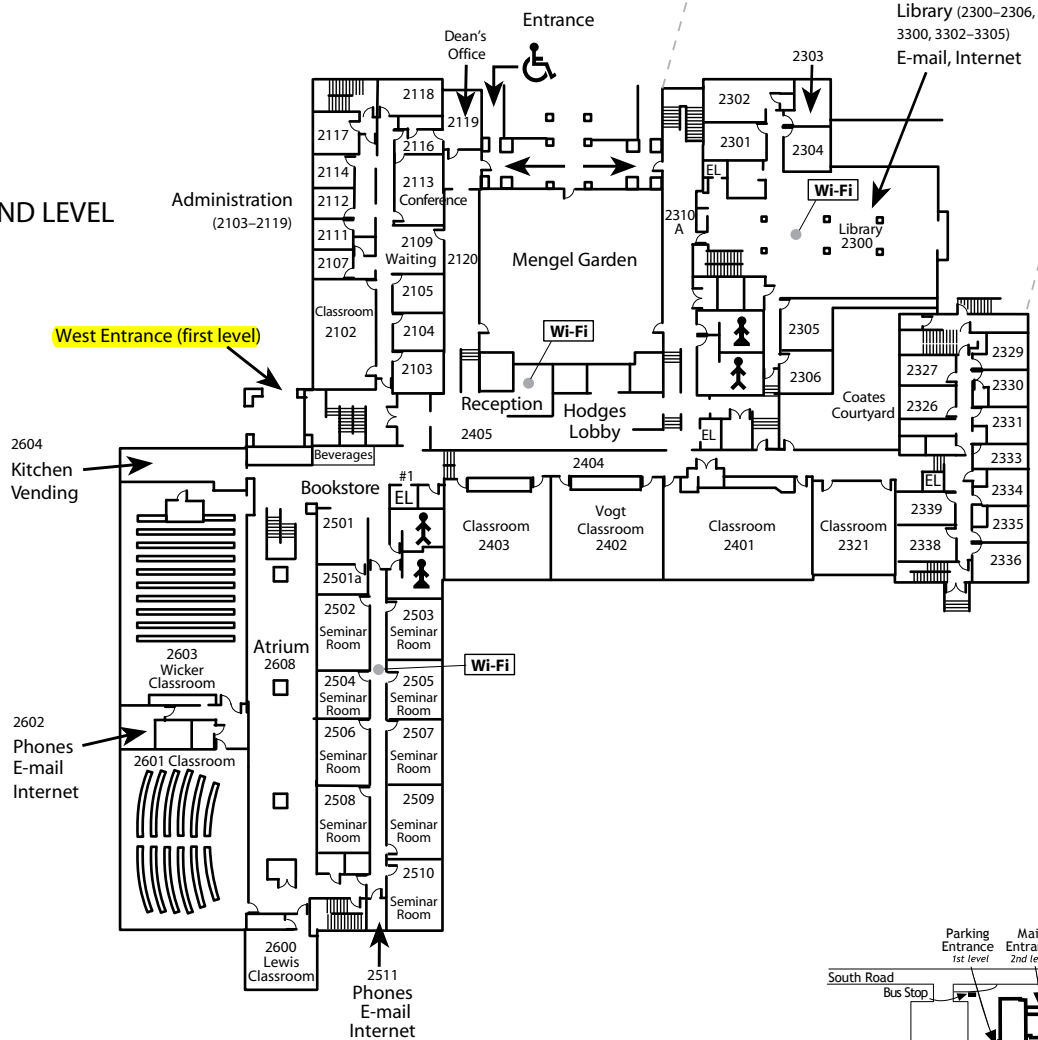 Entrance
Dean's
Office
Library (2300–2306,
3300, 3302–3305)
E-mail, Internet
2303
2118
2119
2302
2117
2116
2301
2304
2114
2113
Conference
EL
Wi-Fi
Administration
(2103–2119)
ND LEVEL
2112
2310
A
Library
2300
2111
2109
Waiting
2120
Mengel Garden
2107
2105
Classroom
2102
2104
Wi-Fi
2305
West Entrance (first level)
2103
2306
2329
2327
2330
Reception
Hodges
Lobby
Coates
Courtyard
2326
2331
2405
EL
2604
Kitchen
Vending
Beverages
2404
2333
Bookstore
#1
EL
EL
2334
2501
Classroom
2403
Vogt
Classroom
2402
Classroom
2401
Classroom
2321
2339
2335
2338
2336
2501a
2502
Seminar
Room
2503
Seminar
Room
Atrium
2608
2603
Wicker
Classroom
Wi-Fi
2504
Seminar
Room
2505
Seminar
Room
2602
Phones
E-mail
Internet
2506
Seminar
Room
2507
Seminar
Room
2601 Classroom
2508
Seminar
Room
2509
Seminar
Room
2510
Seminar
Room
2600
Lewis
Classroom
2511
Phones
E-mail
Internet
Parking
Entrance
1st level
Mai
Entran
2nd le
South Road
Bus Stop